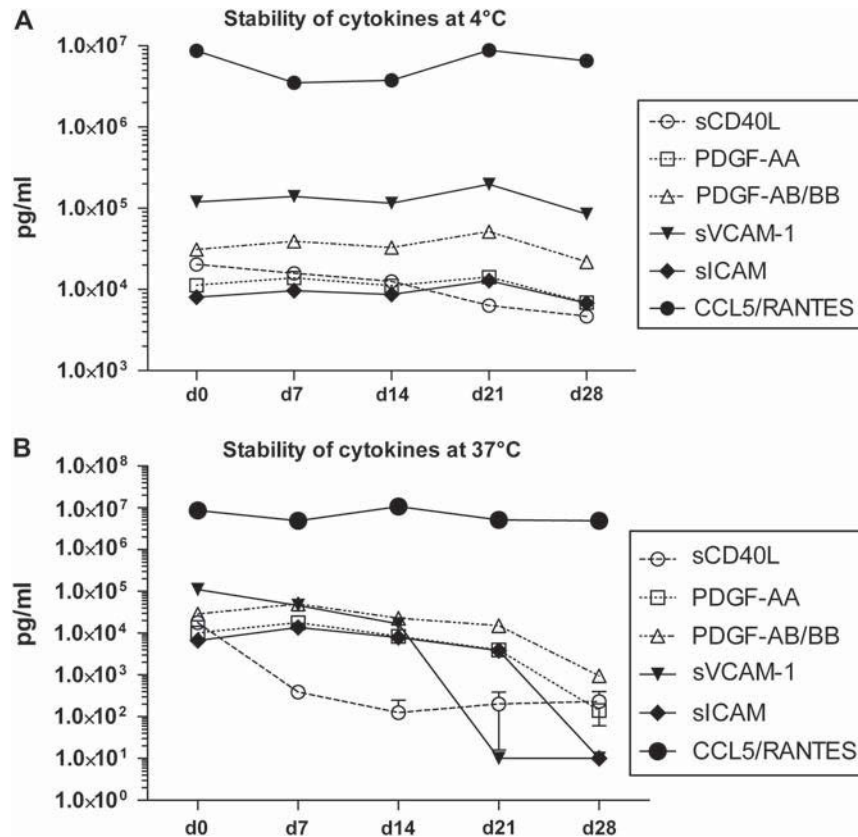 A
Stability of cytokines at 4°C
pg/ml
1.0×10⁷
1.0×10⁶
1.0×10⁵
1.0×10⁴
1.0×10³
d0 d7 d14 d21 d28
sCD40L
PDGF-AA
PDGF-AB/BB
sVCAM-1
sICAM
CCL5/RANTES
B
Stability of cytokines at 37°C
pg/ml
1.0×10⁸
1.0×10⁷
1.0×10⁶
1.0×10⁵
1.0×10⁴
1.0×10³
1.0×10²
1.0×10¹
1.0×10⁰
d0 d7 d14 d21 d28
sCD40L
PDGF-AA
PDGF-AB/BB
sVCAM-1
sICAM
CCL5/RANTES